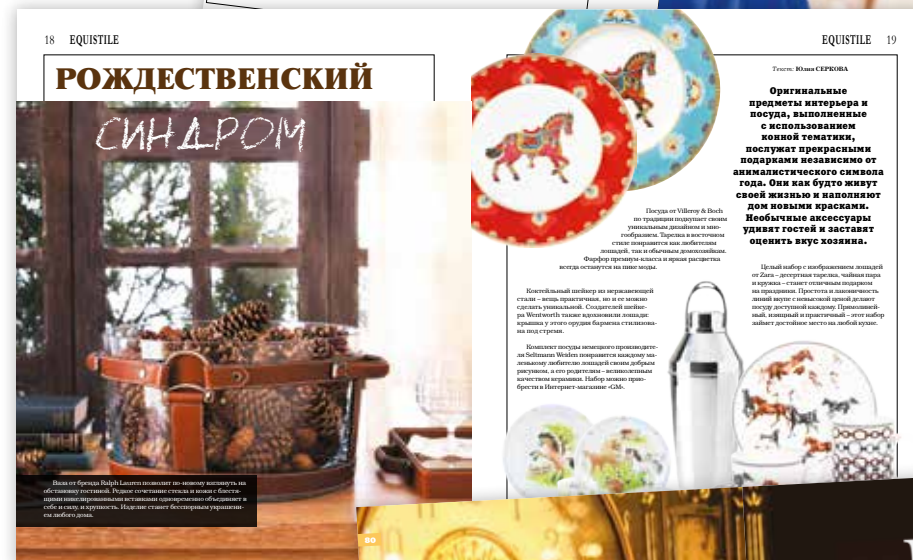 18 EQUISTILE
РОЖДЕСТВЕНСКИЙ
СИНДРОМ
Ваза от бренда Ralph Lauren позволит по-новому взглянуть на
обстановку гостиной. Редкое сочетание стекла и кожи с блестя-
щими никелированными вставками одновременно объединяет в
себе и силу, и хрупкость. Изделие станет бесспорным украшени-
ем любого дома.
EQUISTILE 19
Текст: Юлия СЕРКОВА
Оригинальные
предметы интерьера и
посуда, выполненные
с использованием
конной тематики,
послужат прекрасными
подарками независимо от
анималистического символа
года. Они как будто живут
своей жизнью и наполняют
дом новыми красками.
Необычные аксессуары
удивят гостей и заставят
оценить вкус хозяина.
Посуда от Villeroy & Boch
по традиции подкупает своим
уникальным дизайном и мно-
гообразием. Тарелка в восточном
стиле понравится как любителям
лошадей, так и обычным домохозяйкам.
Фарфор премиум-класса и яркая расцветка
всегда останутся на пике моды.
Коктейльный шейкер из нержавеющей
стали – вещь практичная, но и ее можно
сделать уникальной. Создателей шейке-
ра Wentworth также вдохновили лошади:
крышка у этого орудия бармена стилизова-
на под стремя.
Комплект посуды немецкого производите-
ля Seltmann Weiden понравится каждому ма-
ленькому любителю лошадей своим добрым
рисунком, а его родителям – великолепным
качеством керамики. Набор можно прио-
брести в Интернет-магазине «GM».
Целый набор с изображением лошадей
от Zara – десертная тарелка, чайная пара
и кружка – станет отличным подарком
на праздники. Простота и лаконичность
линий вкупе с невысокой ценой делают
посуду доступной каждому. Примолиней-
ный, изящный и практичный – этот набор
займет достойное место на любой кухне.